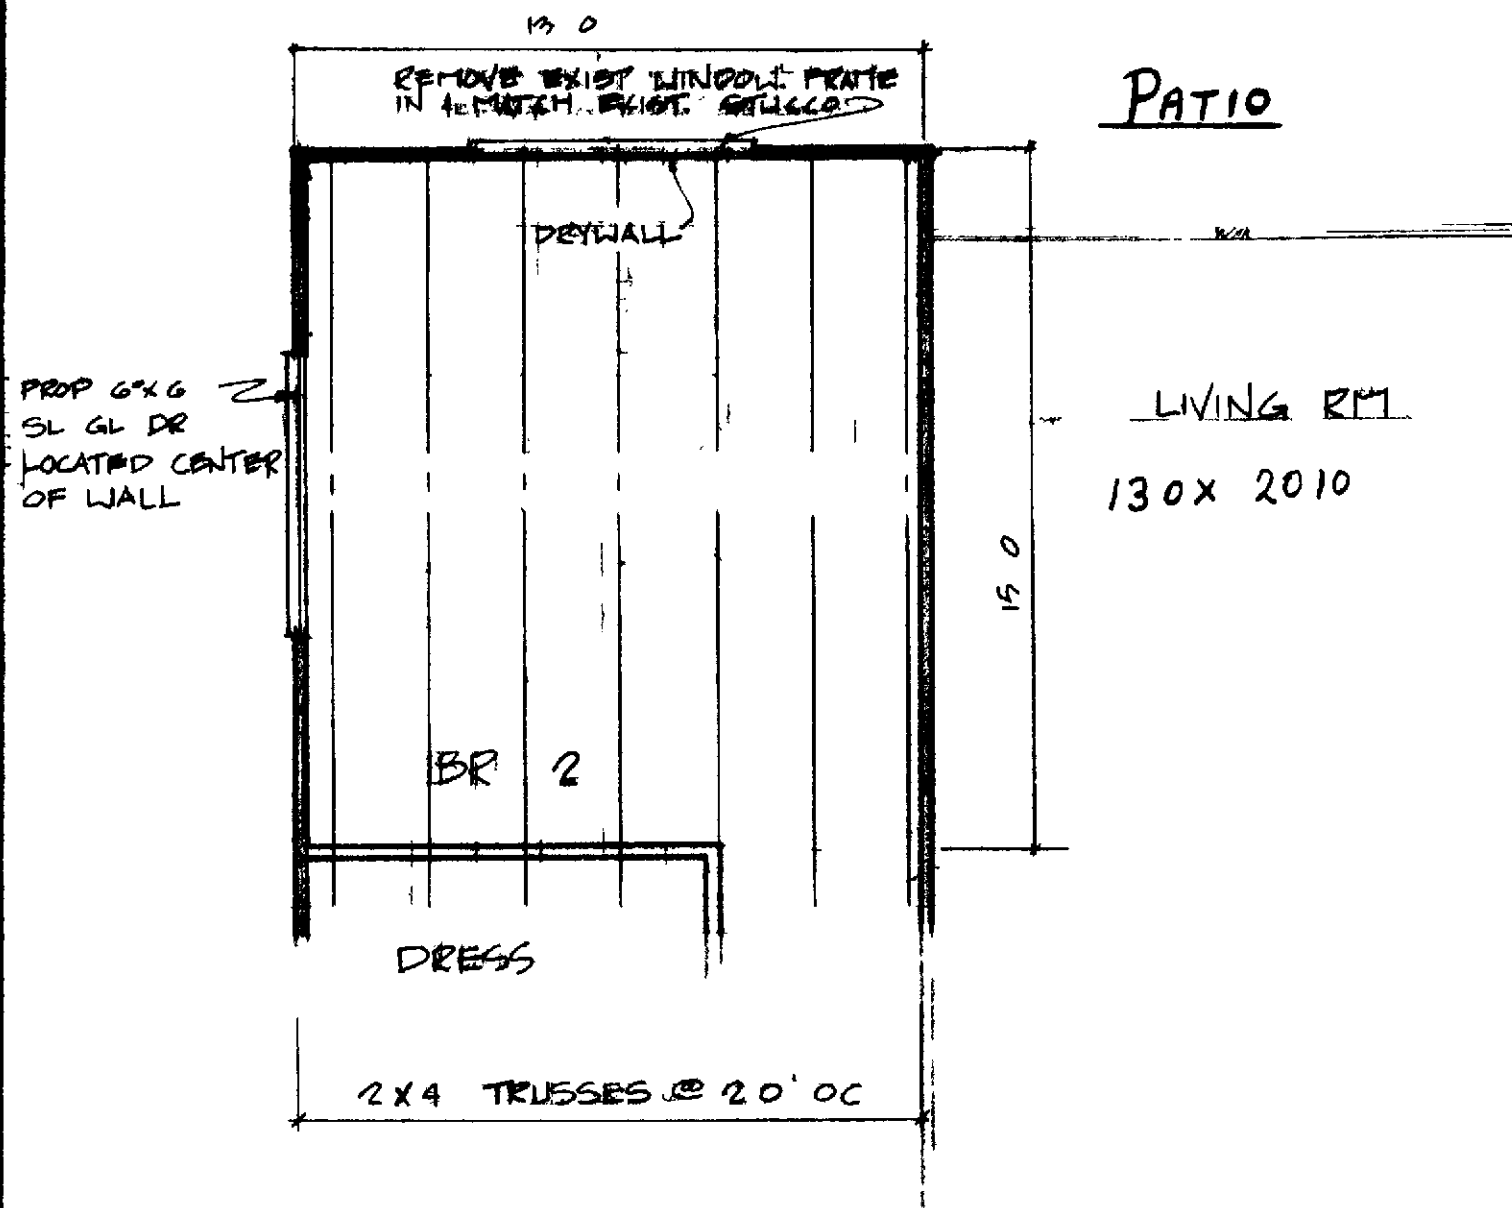 13 0
REMOVE EXIST WINDOW FRAME
IN & MATCH EXIST. STUCCO
PATIO
DRYWALL
PROP 6°X 6
SL GL DR
LOCATED CENTER
OF WALL
LIVING RM
13 0 X 20 10
15 0
BR 2
DRESS
2 X 4 TRUSSES @ 2 0' OC